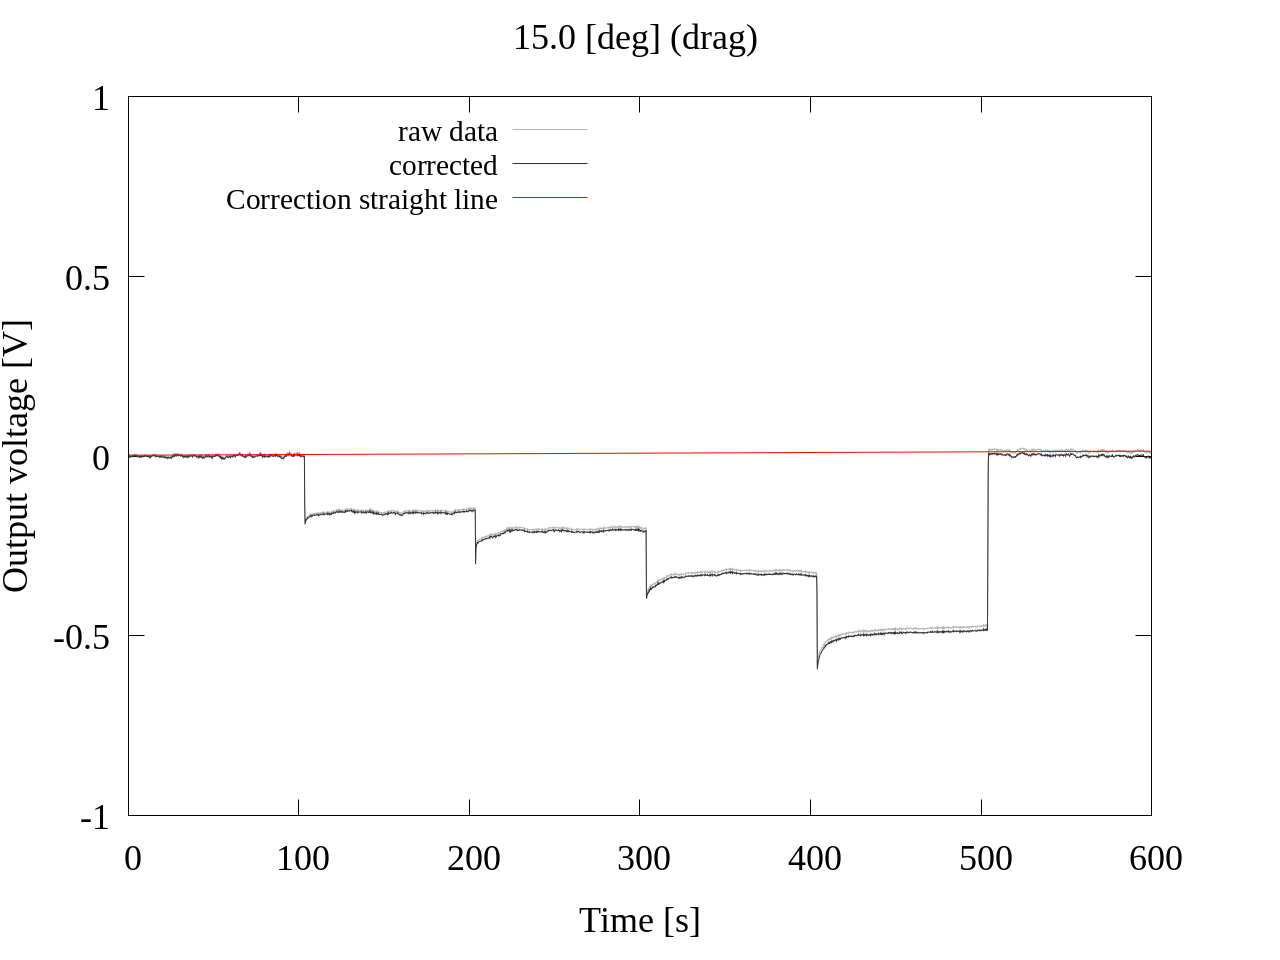 15.0 [deg] (drag)
1
raw data
corrected
Correction straight line
0.5
0
-0.5
-1
Output voltage [V]
0 100 200 300 400 500 600
Time [s]